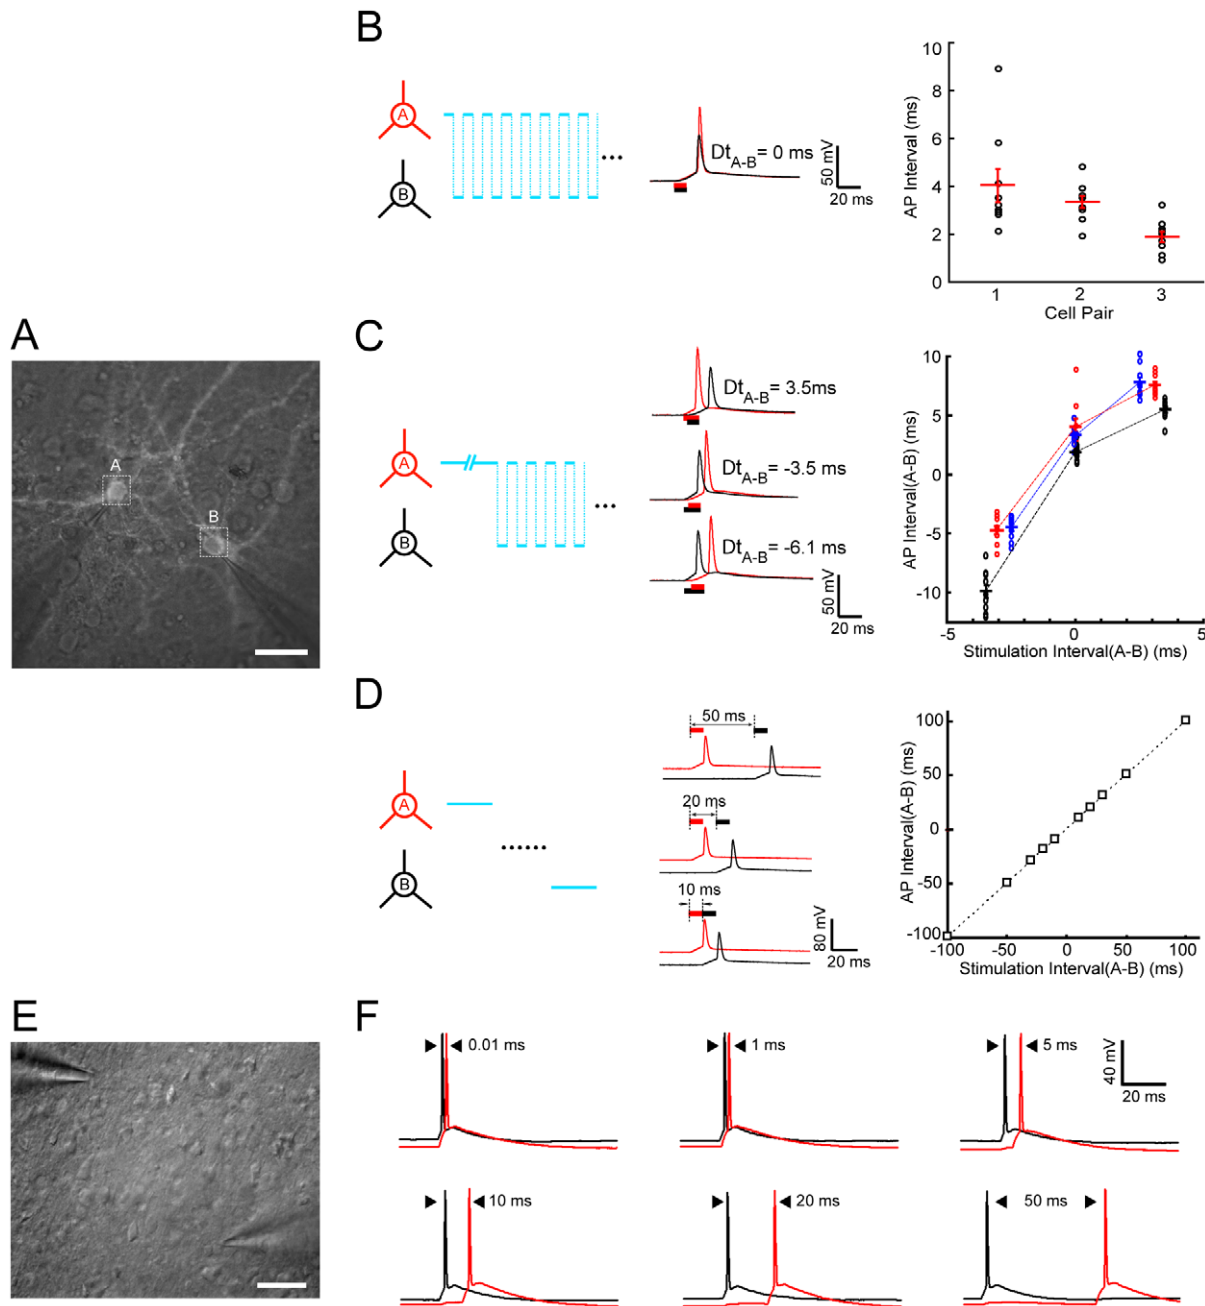 B
A
B
Dt A-B = 0 ms
50 mV
20 ms
AP Interval (ms)
10
8
6
4
2
0
1 2 3
Cell Pair
A
A
B
C
A
B
Dt A-B = 3.5ms
Dt A-B = -3.5 ms
Dt A-B = -6.1 ms
50 mV
20 ms
AP Interval(A-B) (ms)
10
5
0
-5
-10
-5 0 5
Stimulation Interval(A-B) (ms)
D
A
B
50 ms
20 ms
10 ms
80 mV
20 ms
AP Interval(A-B) (ms)
100
50
0
-50
-100
-100 -50 0 50 100
Stimulation Interval(A-B) (ms)
E
F
0.01 ms
1 ms
5 ms
40 mV
20 ms
10 ms
20 ms
50 ms